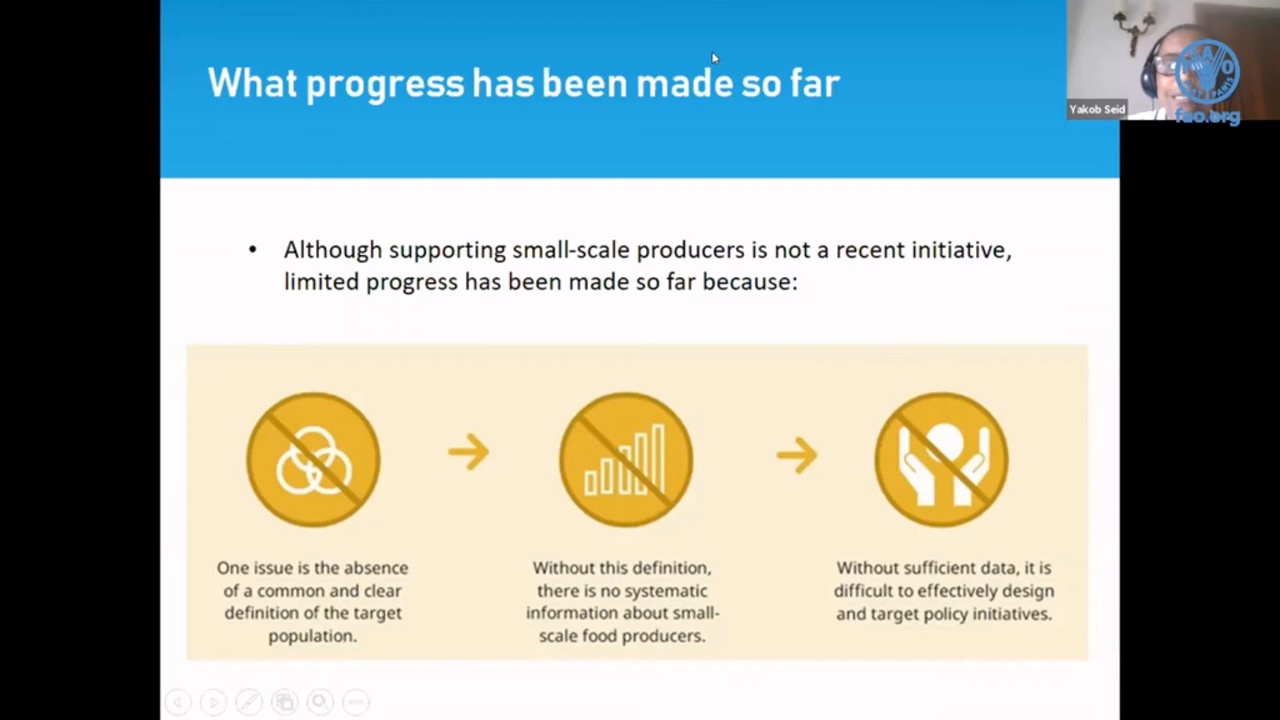 What progress has been made so far
Yakob Seid
FAO
fao.org
• Although supporting small-scale producers is not a recent initiative,
limited progress has been made so far because:
One issue is the absence
of a common and clear
definition of the target
population.
Without this definition,
there is no systematic
information about small-
scale food producers.
Without sufficient data, it is
difficult to effectively design
and target policy initiatives.